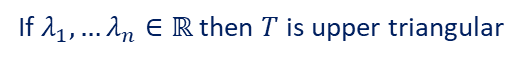 If λ₁, … λₙ ∈ ℝ then T is upper triangular